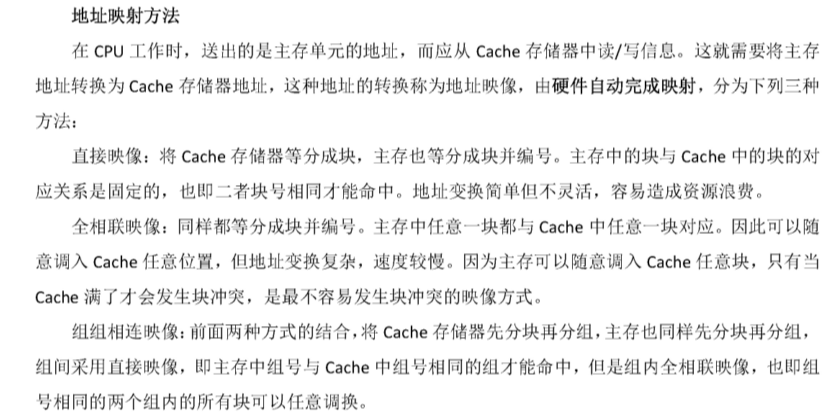 地址映射方法
在 CPU 工作时，送出的是主存单元的地址，而应从 Cache 存储器中读/写信息。这就需要将主存
地址转换为 Cache 存储器地址，这种地址的转换称为地址映像，由硬件自动完成映射，分为下列三种
方法：
直接映像：将 Cache 存储器等分成块，主存也等分成块并编号。主存中的块与 Cache 中的块的对
应关系是固定的，也即二者块号相同才能命中。地址变换简单但不灵活，容易造成资源浪费。
全相联映像：同样都等分成块并编号。主存中任意一块都与 Cache 中任意一块对应。因此可以随
意调入 Cache 任意位置，但地址变换复杂，速度较慢。因为主存可以随意调入 Cache 任意块，只有当
Cache 满了才会发生块冲突，是最不容易发生块冲突的映像方式。
组组相连映像：前面两种方式的结合，将 Cache 存储器先分块再分组，主存也同样先分块再分组，
组间采用直接映像，即主存中组号与 Cache 中组号相同的组才能命中，但是组内全相联映像，也即组
号相同的两个组内的所有块可以任意调换。